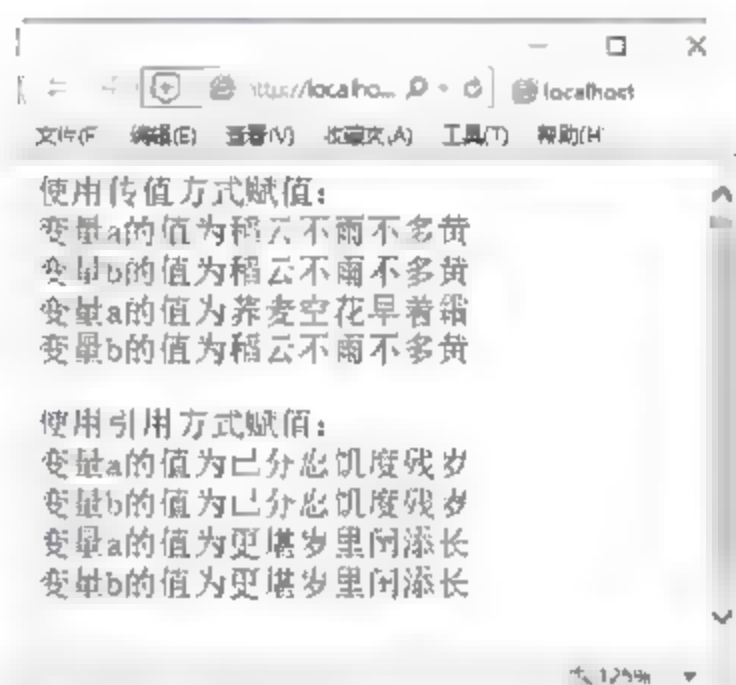 http://localho...
localhost
文件(F
编辑(E)
查看(V)
收藏夹(A)
工具(T)
帮助(H
使用传值方式赋值：
变量a的值为稻云不雨不多黄
变量b的值为稻云不雨不多黄
变量a的值为荞麦空花早着霜
变量b的值为稻云不雨不多黄
使用引用方式赋值：
变量a的值为已分忍饥度残岁
变量b的值为已分忍饥度残岁
变量a的值为更堪岁里闰添长
变量b的值为更堪岁里闰添长
125%